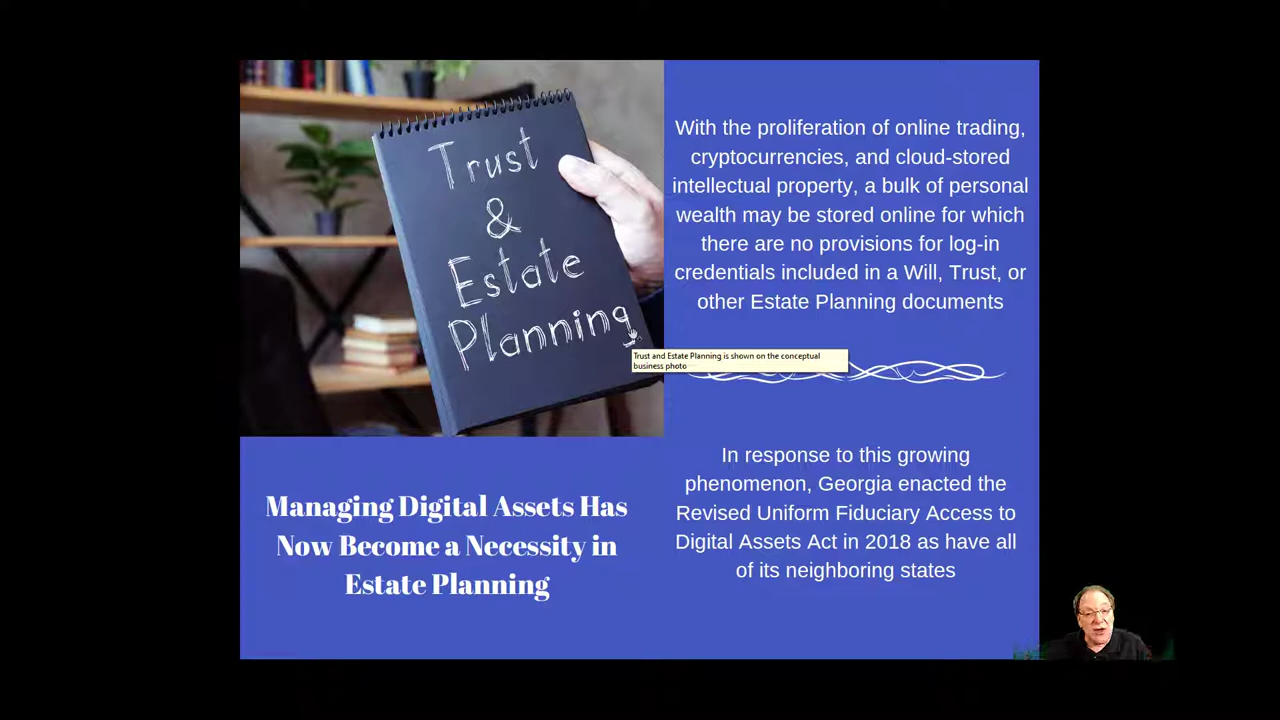 Trust
&
Estate
Planning
Trust and Estate Planning is shown on the conceptual
business photo
Managing Digital Assets Has
Now Become a Necessity in
Estate Planning
With the proliferation of online trading,
cryptocurrencies, and cloud-stored
intellectual property, a bulk of personal
wealth may be stored online for which
there are no provisions for log-in
credentials included in a Will, Trust, or
other Estate Planning documents
In response to this growing
phenomenon, Georgia enacted the
Revised Uniform Fiduciary Access to
Digital Assets Act in 2018 as have all
of its neighboring states